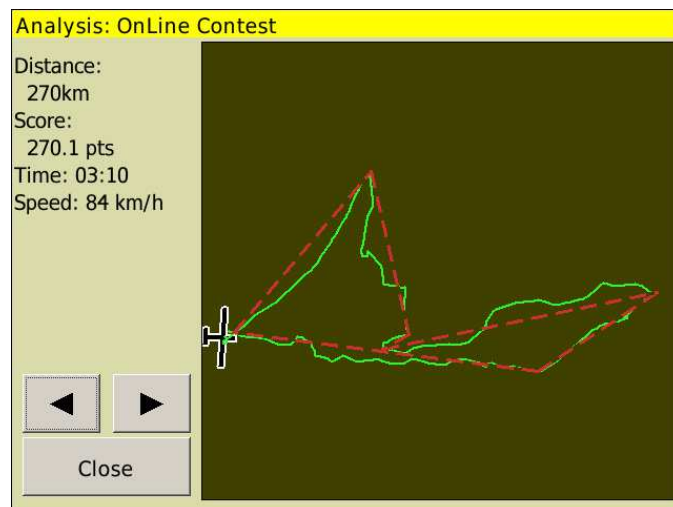 Analysis: OnLine Contest
Distance:
270km
Score:
270.1 pts
Time: 03:10
Speed: 84 km/h
Close